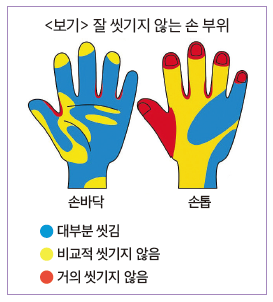 <보기> 잘 씻기지 않는 손 부위
손바닥 손톱
대부분 씻김
비교적 씻기지 않음
거의 씻기지 않음